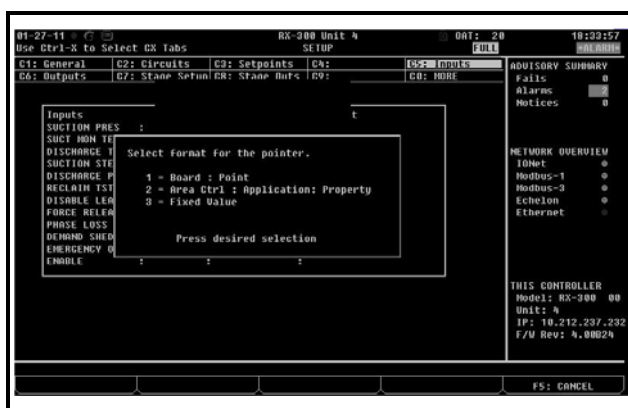 01-27-11 RX-300 Unit 4 OAT: 20 18:33:57
Use Ctrl-X to Select CX Tabs SETUP FULL *ALARM*
C1: General C2: Circuits C3: Setpoints C4: C5: Inputs
C6: Outputs C7: Stage Setup C8: Stage Outs C9: C0: MORE
ADVISORY SUMMARY
Fails 0
Alarms 2
Notices 0
NETWORK OVERVIEW
IONet
Modbus-1
Modbus-3
Echelon
Ethernet
THIS CONTROLLER
Model: RX-300 00
Unit: 4
IP: 10.212.237.232
F/W Rev: 4.00B24
Inputs t
SUCTION PRES :
SUCT MON TE
DISCHARGE T
SUCTION STE
DISCHARGE P
RECLAIM TST
DISABLE LEA
FORCE RELEA
PHASE LOSS
DEMAND SHED
EMERGENCY O
ENABLE : : :
Select format for the pointer.
1 = Board : Point
2 = Area Ctrl : Application: Property
3 = Fixed Value
Press desired selection
F5: CANCEL